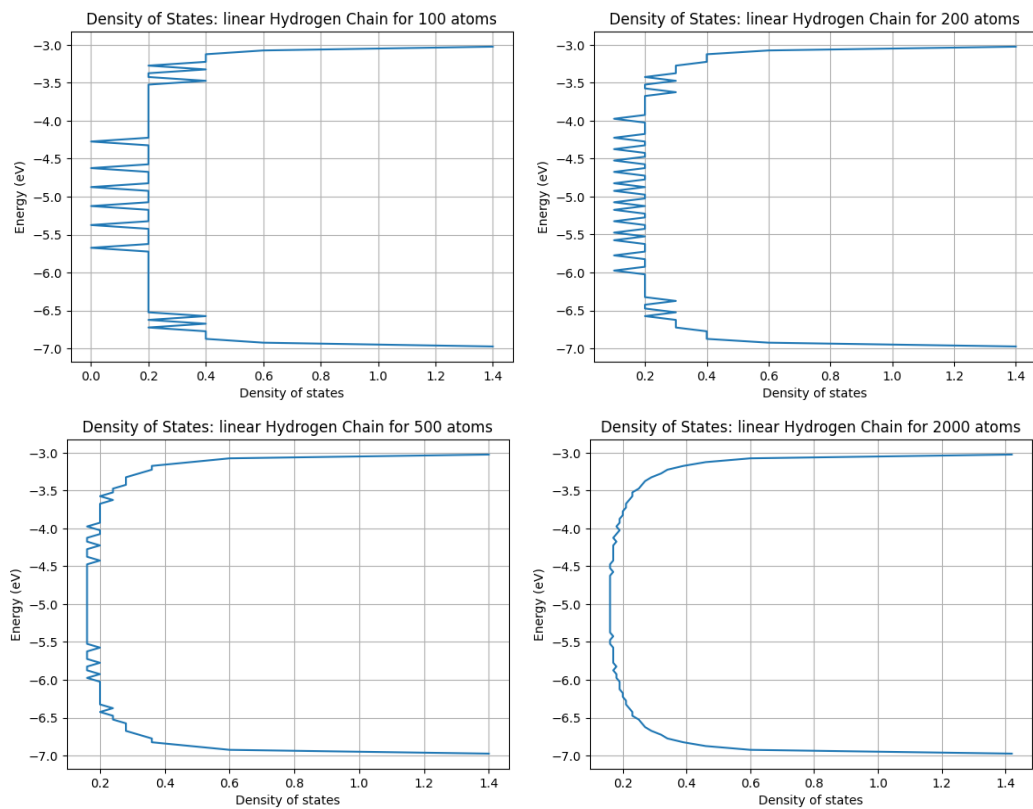 Density of States: linear Hydrogen Chain for 100 atoms
−3.0
−3.5
−4.0
−4.5
−5.0
−5.5
−6.0
−6.5
−7.0
Energy (eV)
0.0 0.2 0.4 0.6 0.8 1.0 1.2 1.4
Density of states
Density of States: linear Hydrogen Chain for 200 atoms
−3.0
−3.5
−4.0
−4.5
−5.0
−5.5
−6.0
−6.5
−7.0
Energy (eV)
0.2 0.4 0.6 0.8 1.0 1.2 1.4
Density of states
Density of States: linear Hydrogen Chain for 500 atoms
−3.0
−3.5
−4.0
−4.5
−5.0
−5.5
−6.0
−6.5
−7.0
Energy (eV)
0.2 0.4 0.6 0.8 1.0 1.2 1.4
Density of states
Density of States: linear Hydrogen Chain for 2000 atoms
−3.0
−3.5
−4.0
−4.5
−5.0
−5.5
−6.0
−6.5
−7.0
Energy (eV)
0.2 0.4 0.6 0.8 1.0 1.2 1.4
Density of states